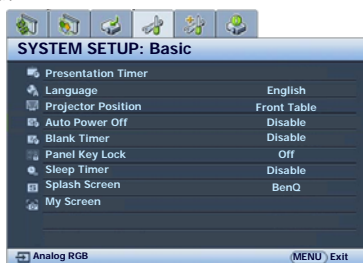 SYSTEM SETUP: Basic
Presentation Timer
Language English
Projector Position Front Table
Auto Power Off Disable
Blank Timer Disable
Panel Key Lock Off
Sleep Timer Disable
Splash Screen BenQ
My Screen
Analog RGB MENU Exit